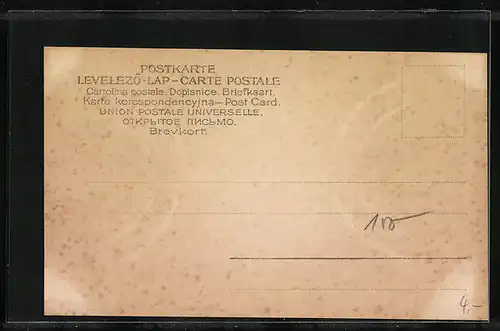 POSTKARTE
LEVELEZŐ-LAP – CARTE POSTALE
Cartolina postale. Dopisnice. Briefkaart.
Karta korespondencyjna — Post Card.
UNION POSTALE UNIVERSELLE.
ОТКРЫТОЕ ПИСЬМО.
Brevkort.
4,-